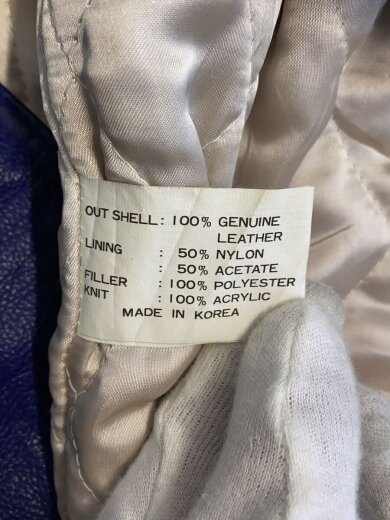 OUT SHELL: 100% GENUINE
LEATHER
LINING : 50% NYLON
: 50% ACETATE
FILLER : 100% POLYESTER
KNIT : 100% ACRYLIC
MADE IN KOREA